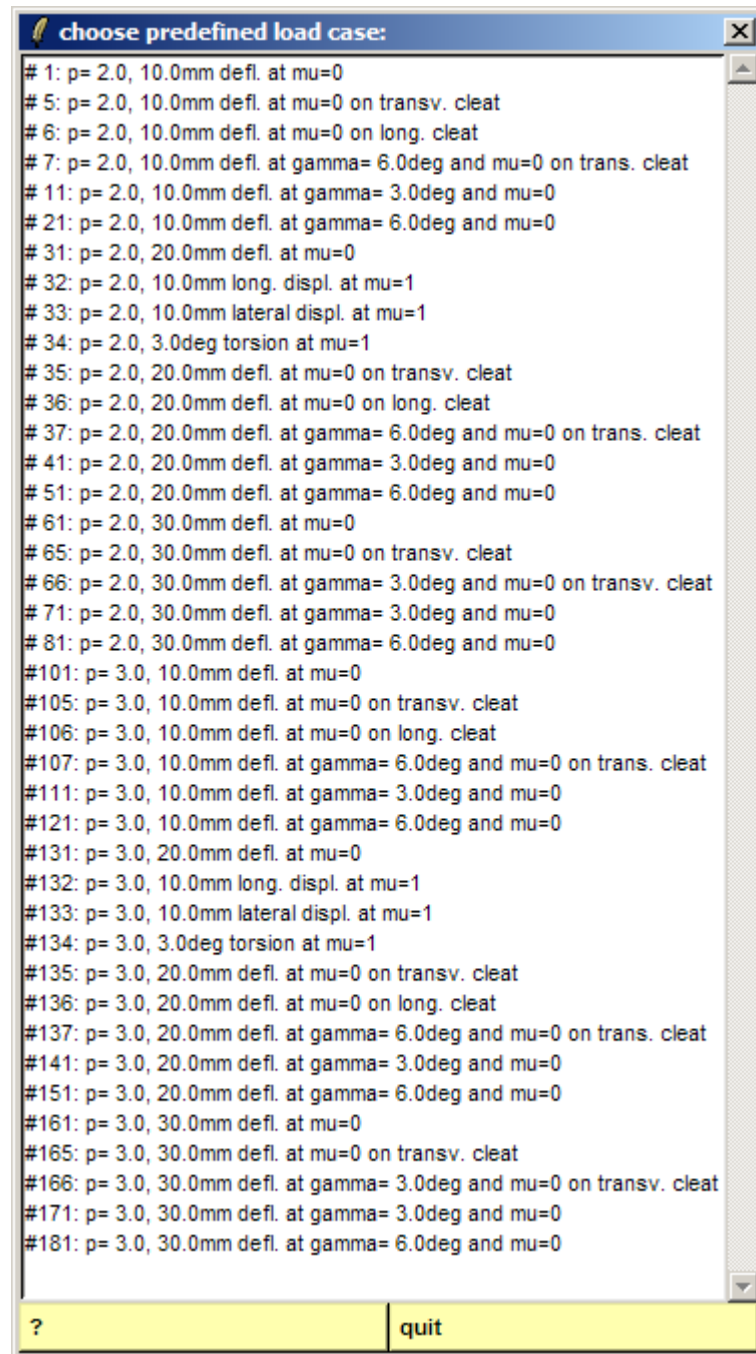 choose predefined load case:
# 1: p= 2.0, 10.0mm defl. at mu=0
# 5: p= 2.0, 10.0mm defl. at mu=0 on transv. cleat
# 6: p= 2.0, 10.0mm defl. at mu=0 on long. cleat
# 7: p= 2.0, 10.0mm defl. at gamma= 6.0deg and mu=0 on trans. cleat
# 11: p= 2.0, 10.0mm defl. at gamma= 3.0deg and mu=0
# 21: p= 2.0, 10.0mm defl. at gamma= 6.0deg and mu=0
# 31: p= 2.0, 20.0mm defl. at mu=0
# 32: p= 2.0, 10.0mm long. displ. at mu=1
# 33: p= 2.0, 10.0mm lateral displ. at mu=1
# 34: p= 2.0, 3.0deg torsion at mu=1
# 35: p= 2.0, 20.0mm defl. at mu=0 on transv. cleat
# 36: p= 2.0, 20.0mm defl. at mu=0 on long. cleat
# 37: p= 2.0, 20.0mm defl. at gamma= 6.0deg and mu=0 on trans. cleat
# 41: p= 2.0, 20.0mm defl. at gamma= 3.0deg and mu=0
# 51: p= 2.0, 20.0mm defl. at gamma= 6.0deg and mu=0
# 61: p= 2.0, 30.0mm defl. at mu=0
# 65: p= 2.0, 30.0mm defl. at mu=0 on transv. cleat
# 66: p= 2.0, 30.0mm defl. at gamma= 3.0deg and mu=0 on transv. cleat
# 71: p= 2.0, 30.0mm defl. at gamma= 3.0deg and mu=0
# 81: p= 2.0, 30.0mm defl. at gamma= 6.0deg and mu=0
#101: p= 3.0, 10.0mm defl. at mu=0
#105: p= 3.0, 10.0mm defl. at mu=0 on transv. cleat
#106: p= 3.0, 10.0mm defl. at mu=0 on long. cleat
#107: p= 3.0, 10.0mm defl. at gamma= 6.0deg and mu=0 on trans. cleat
#111: p= 3.0, 10.0mm defl. at gamma= 3.0deg and mu=0
#121: p= 3.0, 10.0mm defl. at gamma= 6.0deg and mu=0
#131: p= 3.0, 20.0mm defl. at mu=0
#132: p= 3.0, 10.0mm long. displ. at mu=1
#133: p= 3.0, 10.0mm lateral displ. at mu=1
#134: p= 3.0, 3.0deg torsion at mu=1
#135: p= 3.0, 20.0mm defl. at mu=0 on transv. cleat
#136: p= 3.0, 20.0mm defl. at mu=0 on long. cleat
#137: p= 3.0, 20.0mm defl. at gamma= 6.0deg and mu=0 on trans. cleat
#141: p= 3.0, 20.0mm defl. at gamma= 3.0deg and mu=0
#151: p= 3.0, 20.0mm defl. at gamma= 6.0deg and mu=0
#161: p= 3.0, 30.0mm defl. at mu=0
#165: p= 3.0, 30.0mm defl. at mu=0 on transv. cleat
#166: p= 3.0, 30.0mm defl. at gamma= 3.0deg and mu=0 on transv. cleat
#171: p= 3.0, 30.0mm defl. at gamma= 3.0deg and mu=0
#181: p= 3.0, 30.0mm defl. at gamma= 6.0deg and mu=0
? quit